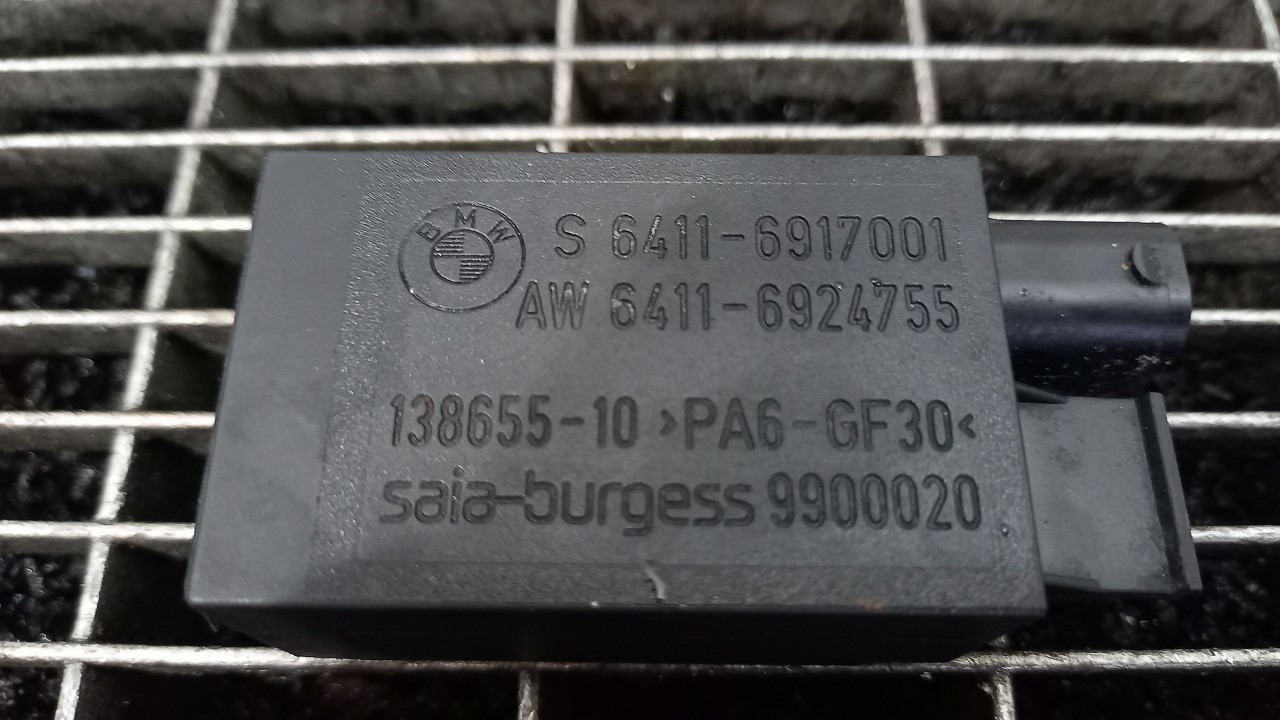 BMW
S 6411-6917001
AW 6411-6924755
138655-10 >PA6-GF30<
saia-burgess 9900020